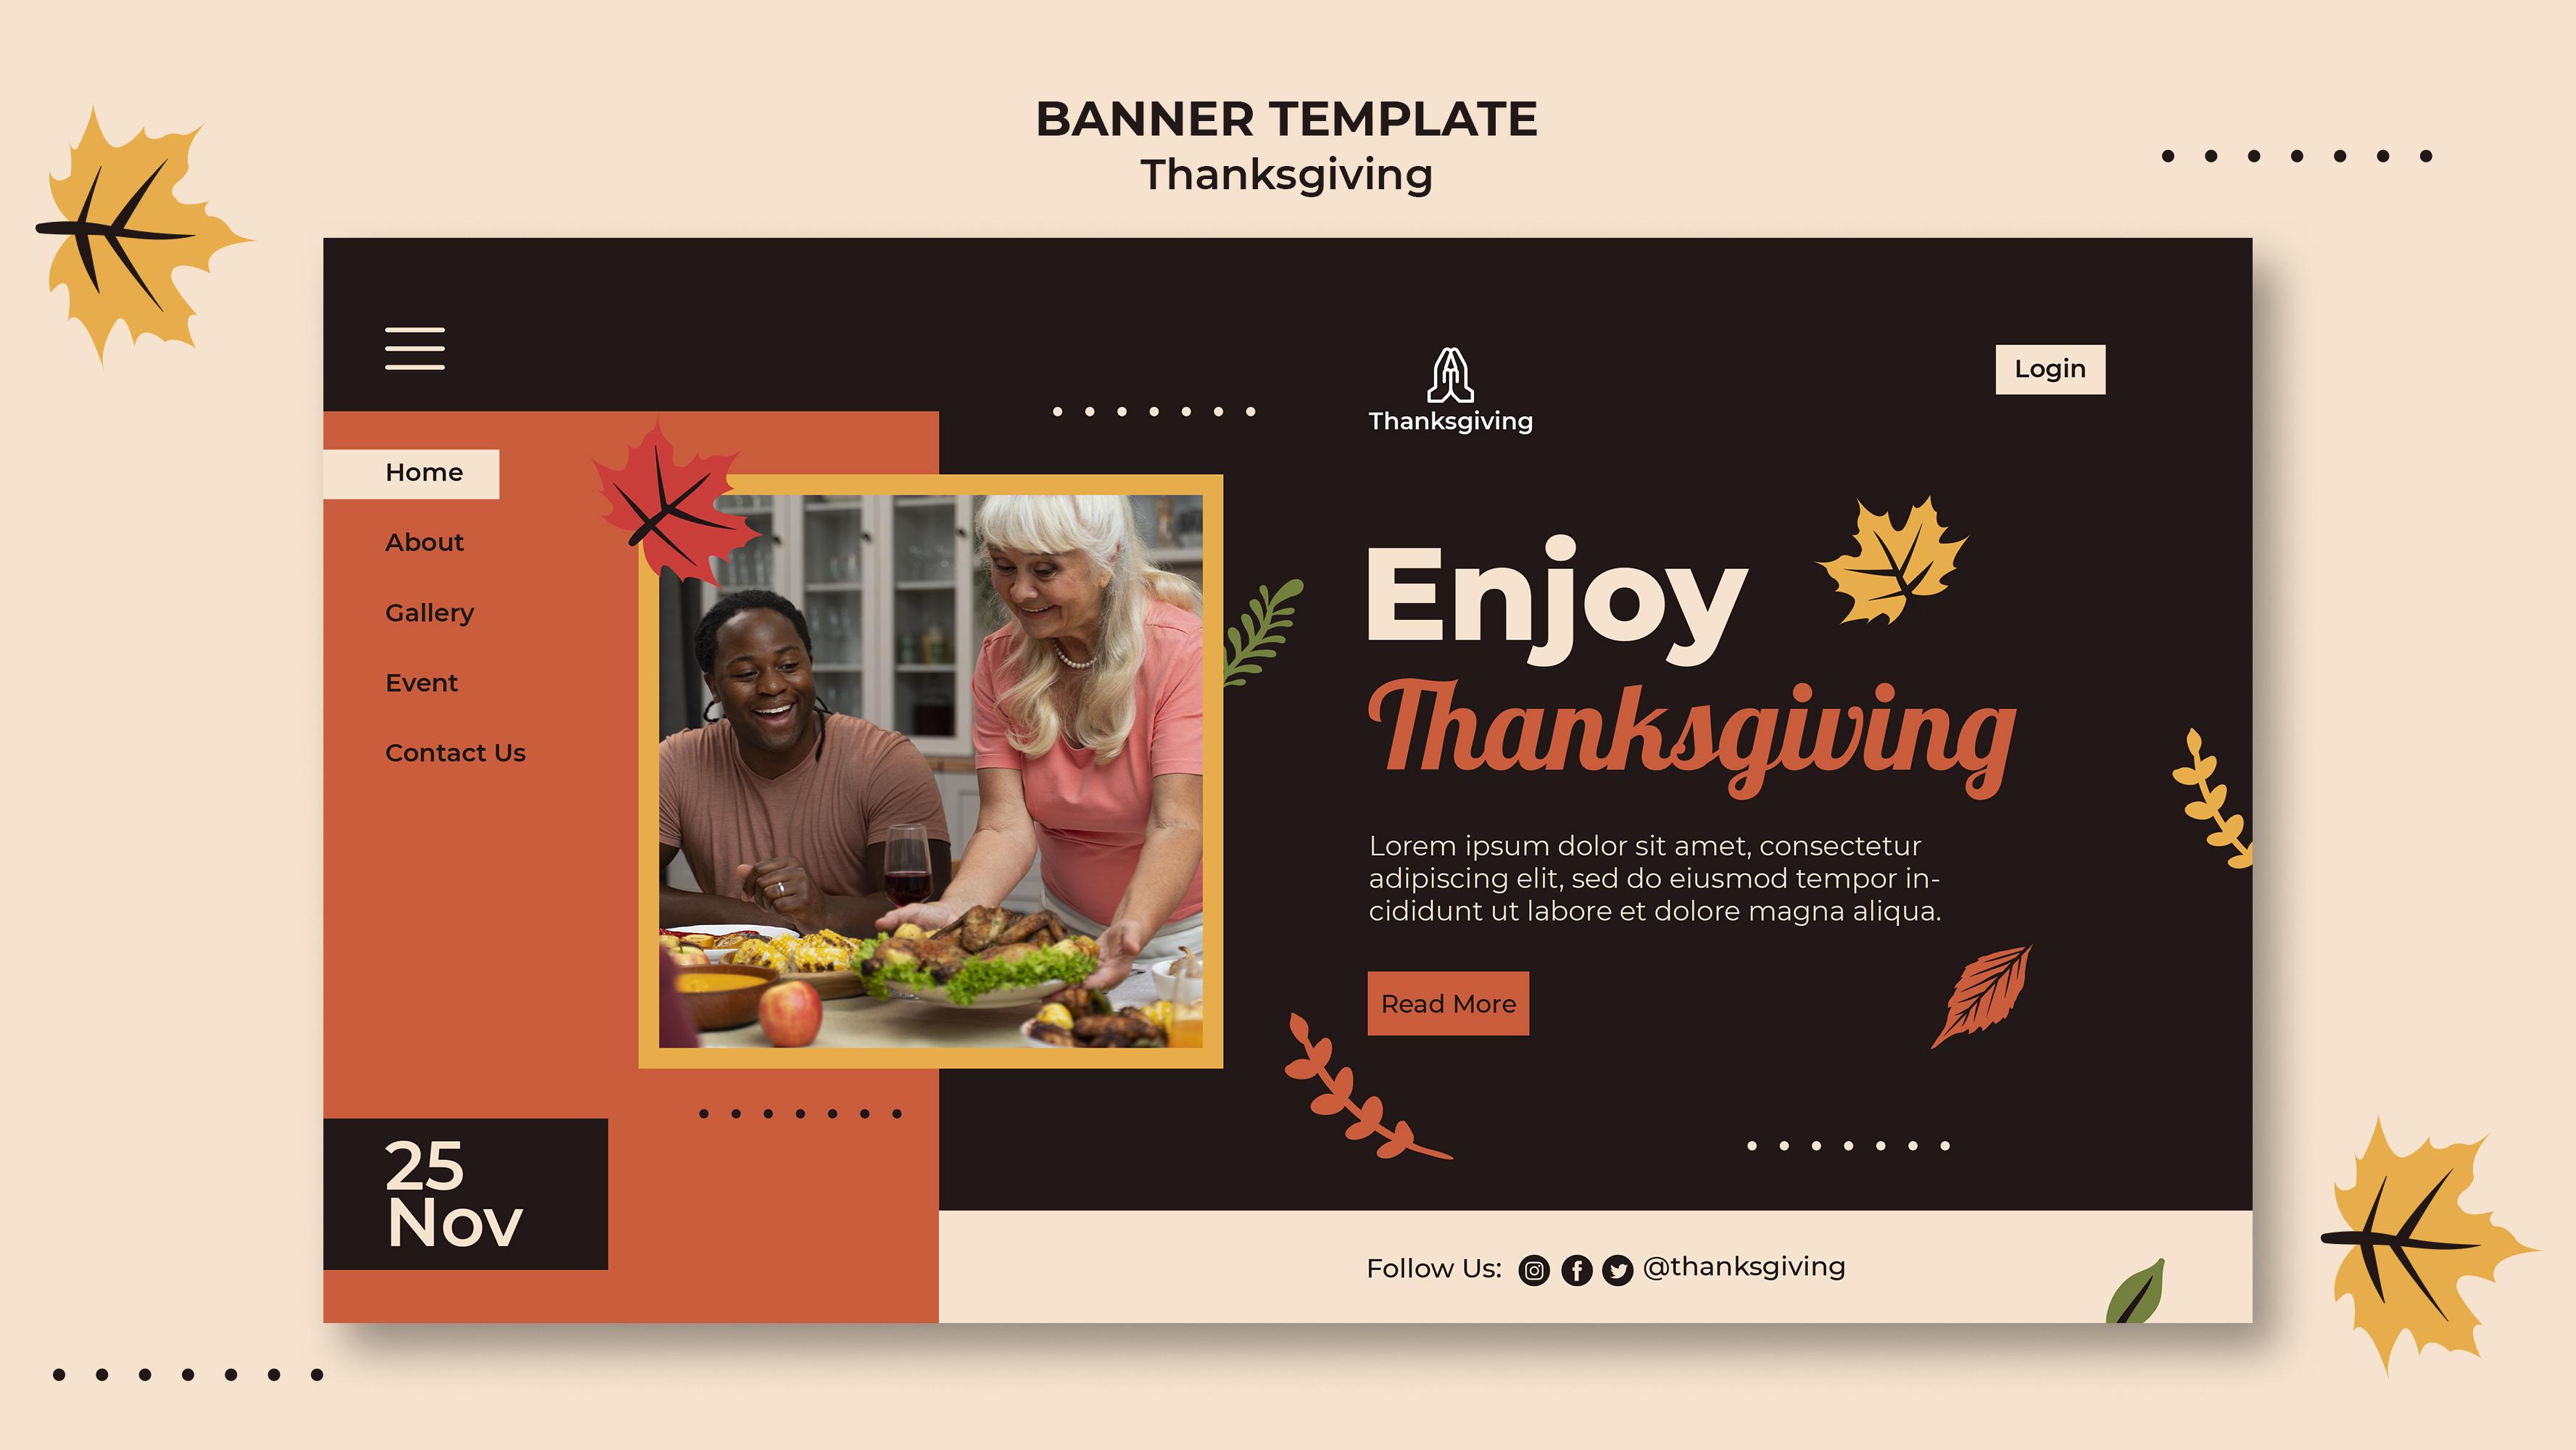 BANNER TEMPLATE
Thanksgiving
Thanksgiving
Login
Home
About
Gallery
Event
Contact Us
25
Nov
Enjoy
Thanksgiving
Lorem ipsum dolor sit amet, consectetur
adipiscing elit, sed do eiusmod tempor in-
cididunt ut labore et dolore magna aliqua.
Read More
Follow Us: @thanksgiving